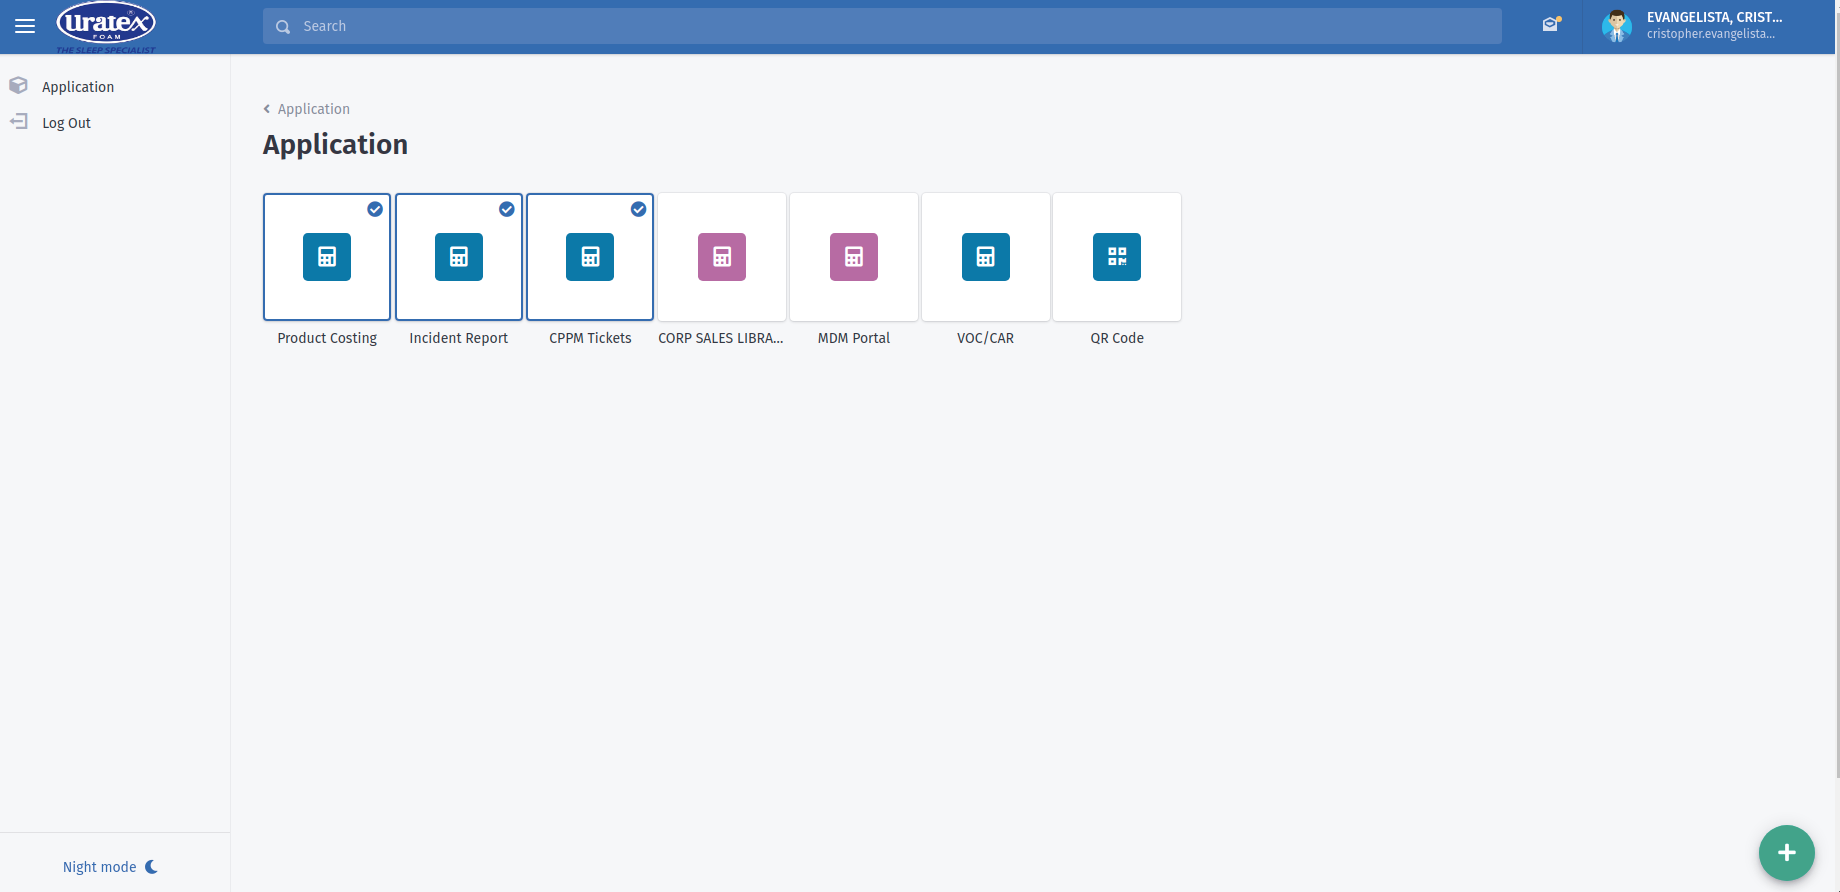 Uratex®
FOAM
THE SLEEP SPECIALIST
Search
EVANGELISTA, CRIST...
cristopher.evangelista...
Application
Log Out
Application
Application
Product Costing
Incident Report
CPPM Tickets
CORP SALES LIBRA...
MDM Portal
VOC/CAR
QR Code
Night mode